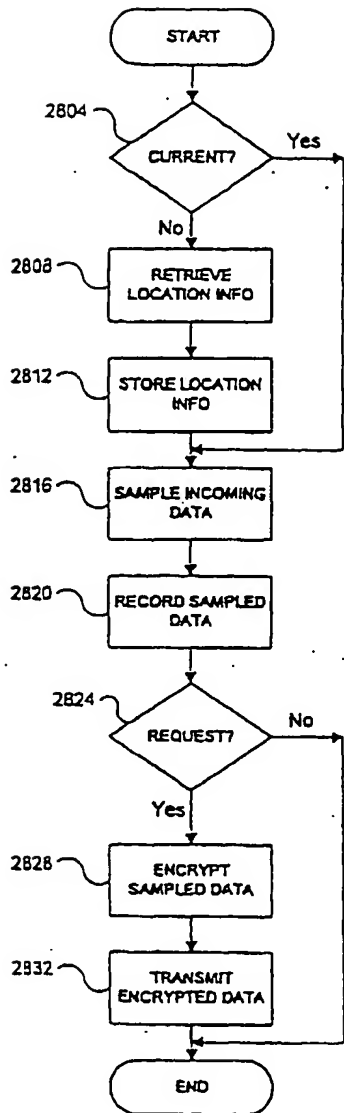 START
2804
CURRENT?
Yes
No
2808
RETRIEVE
LOCATION INFO
2812
STORE LOCATION
INFO
2816
SAMPLE INCOMING
DATA
2820
RECORD SAMPLED
DATA
2824
REQUEST?
No
Yes
2828
ENCRYPT
SAMPLED DATA
2832
TRANSMIT
ENCRYPTED DATA
END